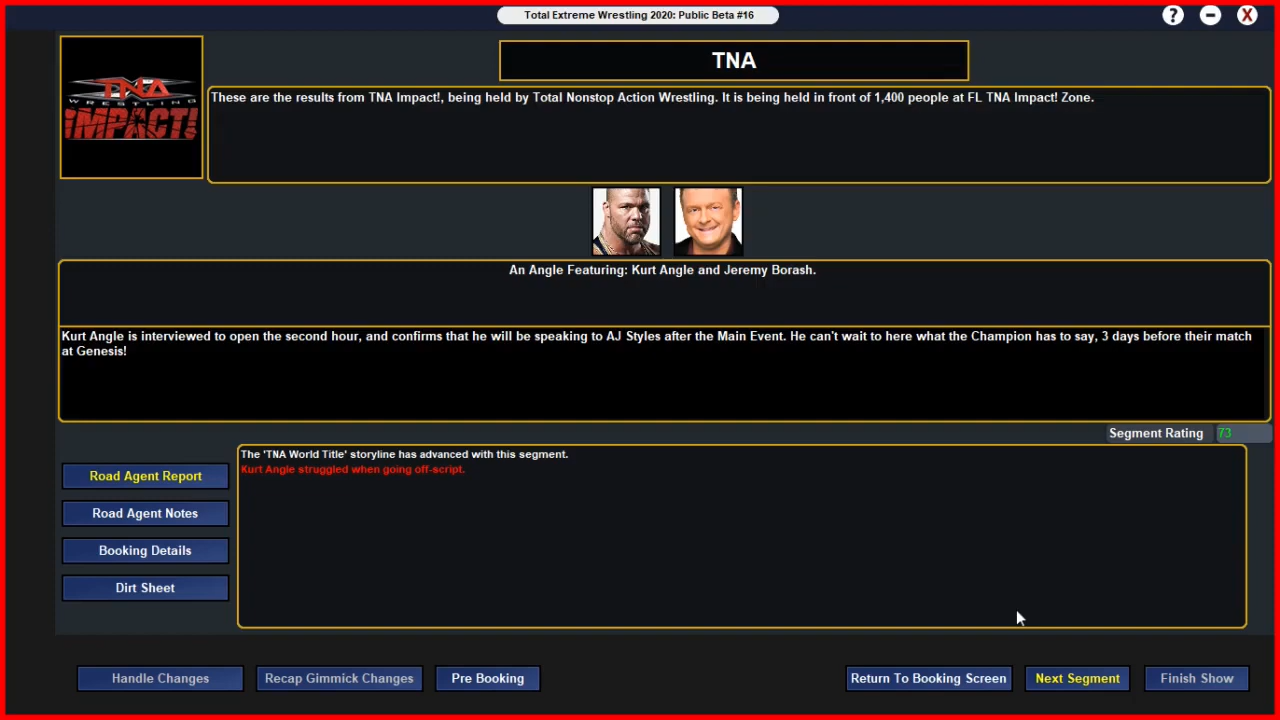 Total Extreme Wrestling 2020: Public Beta #16
?
X
TNA
WRESTLING
iMPACT!
TNA
These are the results from TNA Impact!, being held by Total Nonstop Action Wrestling. It is being held in front of 1,400 people at FL TNA Impact! Zone.
An Angle Featuring: Kurt Angle and Jeremy Borash.
Kurt Angle is interviewed to open the second hour, and confirms that he will be speaking to AJ Styles after the Main Event. He can't wait to here what the Champion has to say, 3 days before their match
at Genesis!
Segment Rating 73
The 'TNA World Title' storyline has advanced with this segment.
Kurt Angle struggled when going off-script.
Road Agent Report
Road Agent Notes
Booking Details
Dirt Sheet
Handle Changes
Recap Gimmick Changes
Pre Booking
Return To Booking Screen
Next Segment
Finish Show